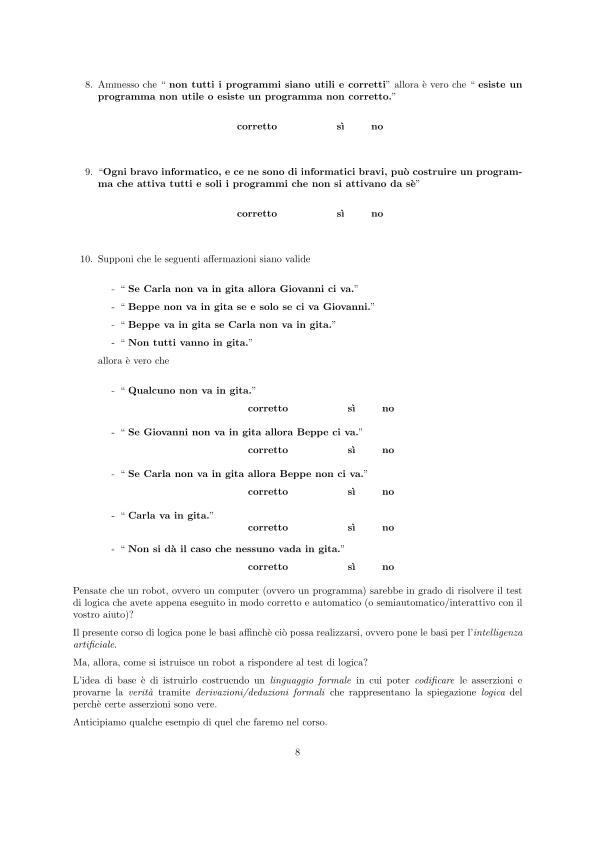 8. Ammesso che “ non tutti i programmi siano utili e corretti” allora è vero che “ esiste un
programma non utile o esiste un programma non corretto.”
corretto sì no
9. “Ogni bravo informatico, e ce ne sono di informatici bravi, può costruire un program-
ma che attiva tutti e soli i programmi che non si attivano da sè”
corretto sì no
10. Supponi che le seguenti affermazioni siano valide
- “ Se Carla non va in gita allora Giovanni ci va.”
- “ Beppe non va in gita se e solo se ci va Giovanni.”
- “ Beppe va in gita se Carla non va in gita.”
- “ Non tutti vanno in gita.”
allora è vero che
- “ Qualcuno non va in gita.”
corretto sì no
- “ Se Giovanni non va in gita allora Beppe ci va.”
corretto sì no
- “ Se Carla non va in gita allora Beppe non ci va.”
corretto sì no
- “ Carla va in gita.”
corretto sì no
- “ Non si dà il caso che nessuno vada in gita.”
corretto sì no
Pensate che un robot, ovvero un computer (ovvero un programma) sarebbe in grado di risolvere il test
di logica che avete appena eseguito in modo corretto e automatico (o semiautomatico/interattivo con il
vostro aiuto)?
Il presente corso di logica pone le basi affinchè ciò possa realizzarsi, ovvero pone le basi per l’intelligenza
artificiale.
Ma, allora, come si istruisce un robot a rispondere al test di logica?
L’idea di base è di istruirlo costruendo un linguaggio formale in cui poter codificare le asserzioni e
provarne la verità tramite derivazioni/deduzioni formali che rappresentano la spiegazione logica del
perchè certe asserzioni sono vere.
Anticipiamo qualche esempio di quel che faremo nel corso.
8